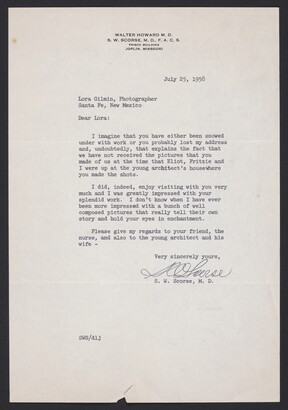 WALTER HOWARD M. D.
S. W. SCORSE, M. D., F. A. C. S.
FRISCO BUILDING
JOPLIN, MISSOURI
July 25, 1958
Lora Gilmin, Photographer
Santa Fe, New Mexico
Dear Lora:
I imagine that you have either been snowed
under with work or you probably lost my address
and, undoubtedly, that explains the fact that
we have not received the pictures that you
made of us at the time that Eliot, Fritzie and
I were up at the young architect's housewhere
you made the shots.
I did, indeed, enjoy visiting with you very
much and I was greatly impressed with your
splendid work. I don't know when I have ever
been more impressed with a bunch of well
composed pictures that really tell their own
story and hold your eyes in enchantment.
Please give my regards to your friend, the
nurse, and also to the young architect and his
wife -
Very sincerely yours,
S W Scorse
S. W. Scorse, M. D.
SWS/alj